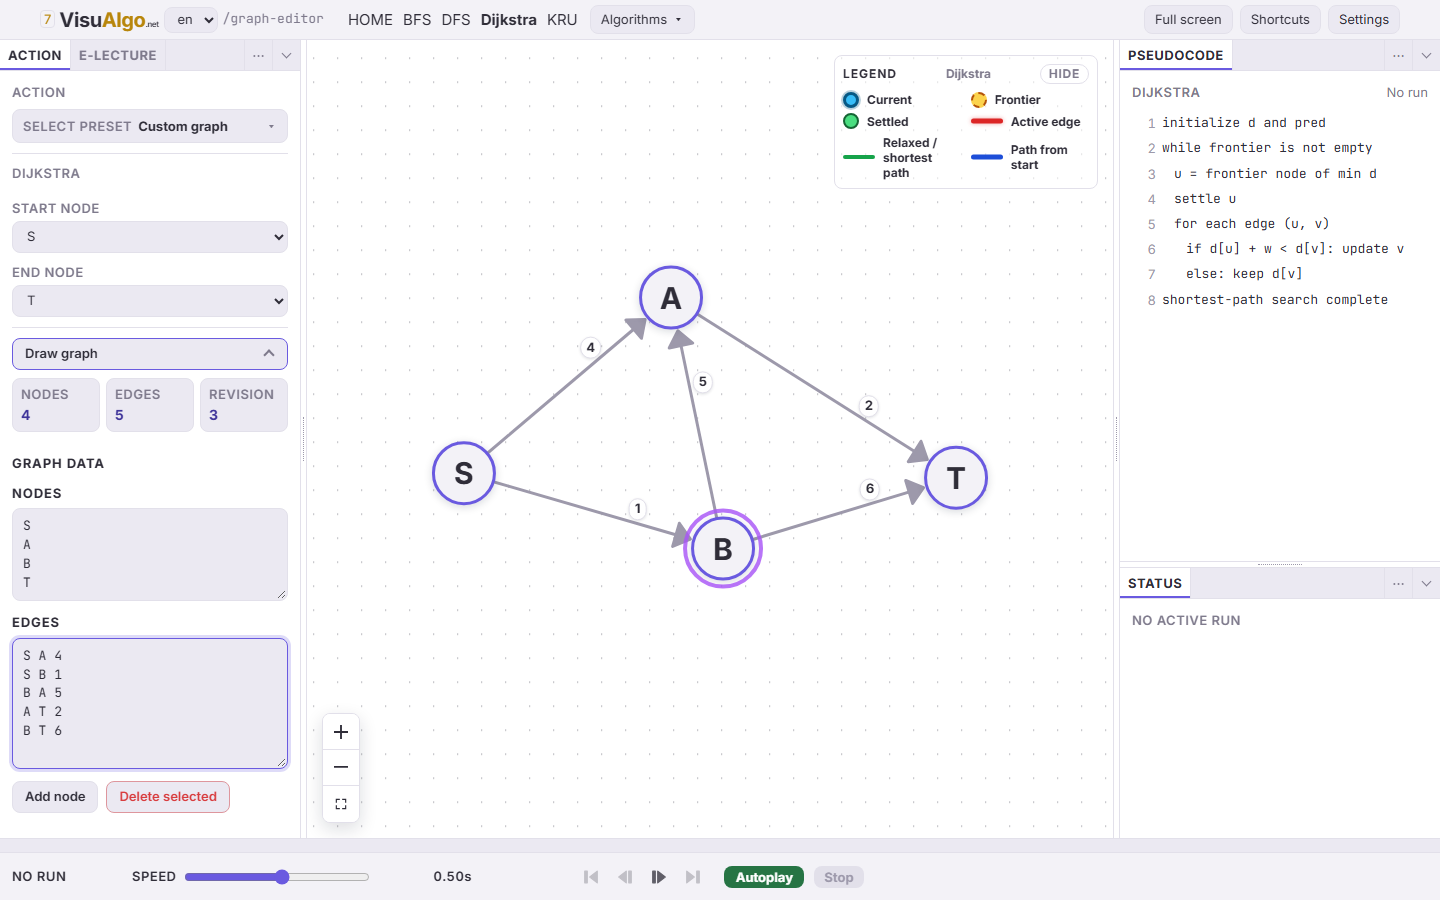 7 VisuAlgo.net en /graph-editor HOME BFS DFS Dijkstra KRU Algorithms Full screen Shortcuts Settings
ACTION E-LECTURE
ACTION
SELECT PRESET Custom graph
DIJKSTRA
START NODE
S
END NODE
T
Draw graph
NODES EDGES REVISION
4 5 3
GRAPH DATA
NODES
S
A
B
T
EDGES
S A 4
S B 1
B A 5
A T 2
B T 6
Add node Delete selected
LEGEND Dijkstra HIDE
Current Frontier
Settled Active edge
Relaxed / shortest path
Path from start
A
4
5
2
S
T
1
6
B
PSEUDOCODE
DIJKSTRA No run
1 initialize d and pred
2 while frontier is not empty
3 u = frontier node of min d
4 settle u
5 for each edge (u, v)
6 if d[u] + w < d[v]: update v
7 else: keep d[v]
8 shortest-path search complete
STATUS
NO ACTIVE RUN
NO RUN SPEED 0.50s Autoplay Stop